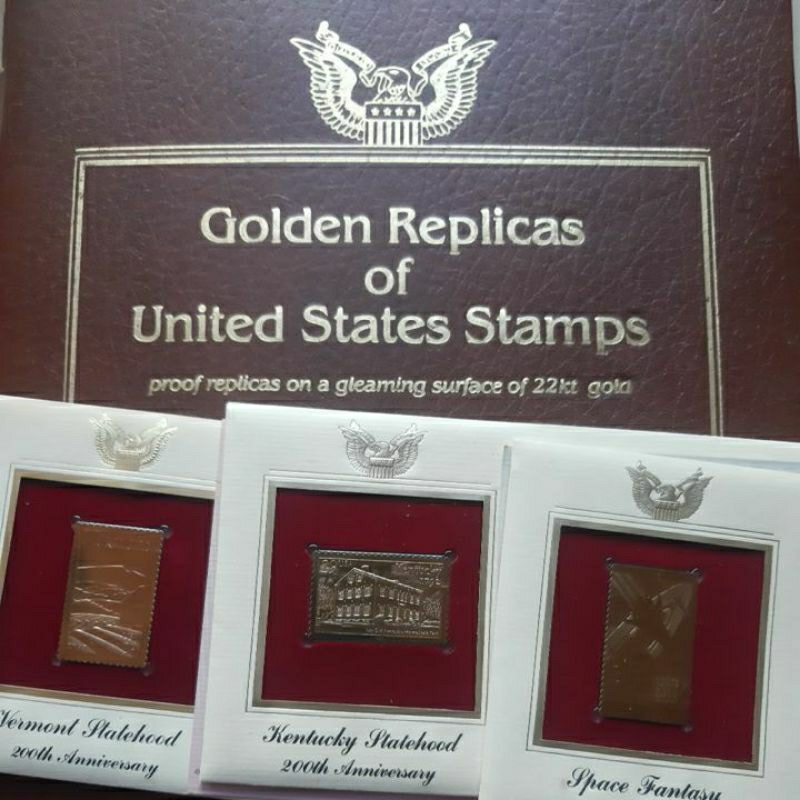 Golden Replicas
of
United States Stamps
proof replicas on a gleaming surface of 22kt gold
Vermont Statehood
200th Anniversary
Kentucky Statehood
200th Anniversary
Space Fantasy